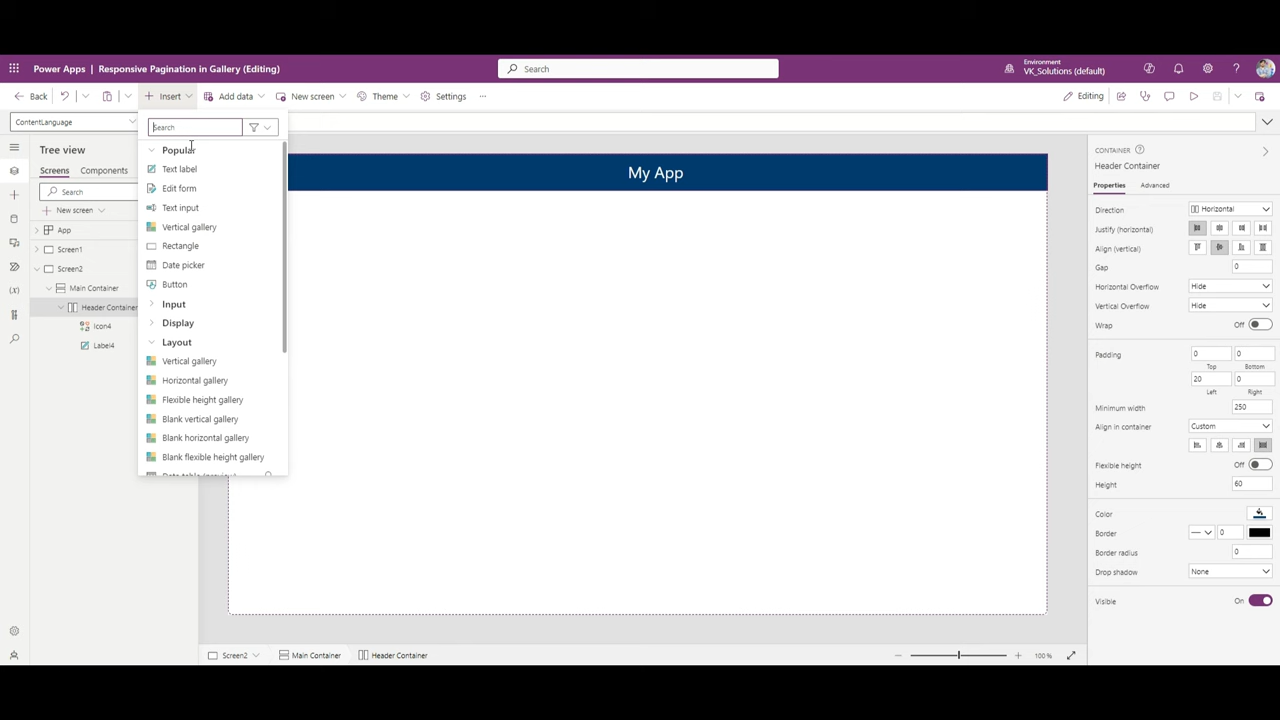 Power Apps | Responsive Pagination in Gallery (Editing)
Search
Environment
VK_Solutions (default)
Back
Insert
Add data
New screen
Theme
Settings
...
Editing
ContentLanguage
Search
Tree view
Screens
Components
Search
New screen
App
Screen1
Screen2
Main Container
Header Container
Icon4
Label4
Popular
Text label
Edit form
Text input
Vertical gallery
Rectangle
Date picker
Button
Input
Display
Layout
Vertical gallery
Horizontal gallery
Flexible height gallery
Blank vertical gallery
Blank horizontal gallery
Blank flexible height gallery
My App
CONTAINER
Header Container
Properties
Advanced
Direction
Horizontal
Justify (horizontal)
Align (vertical)
Gap
0
Horizontal Overflow
Hide
Vertical Overflow
Hide
Wrap
Off
Padding
0
0
Top
Bottom
20
0
Left
Right
Minimum width
250
Align in container
Custom
Flexible height
Off
Height
60
Color
Border
0
Border radius
0
Drop shadow
None
Visible
On
Screen2
Main Container
Header Container
100 %